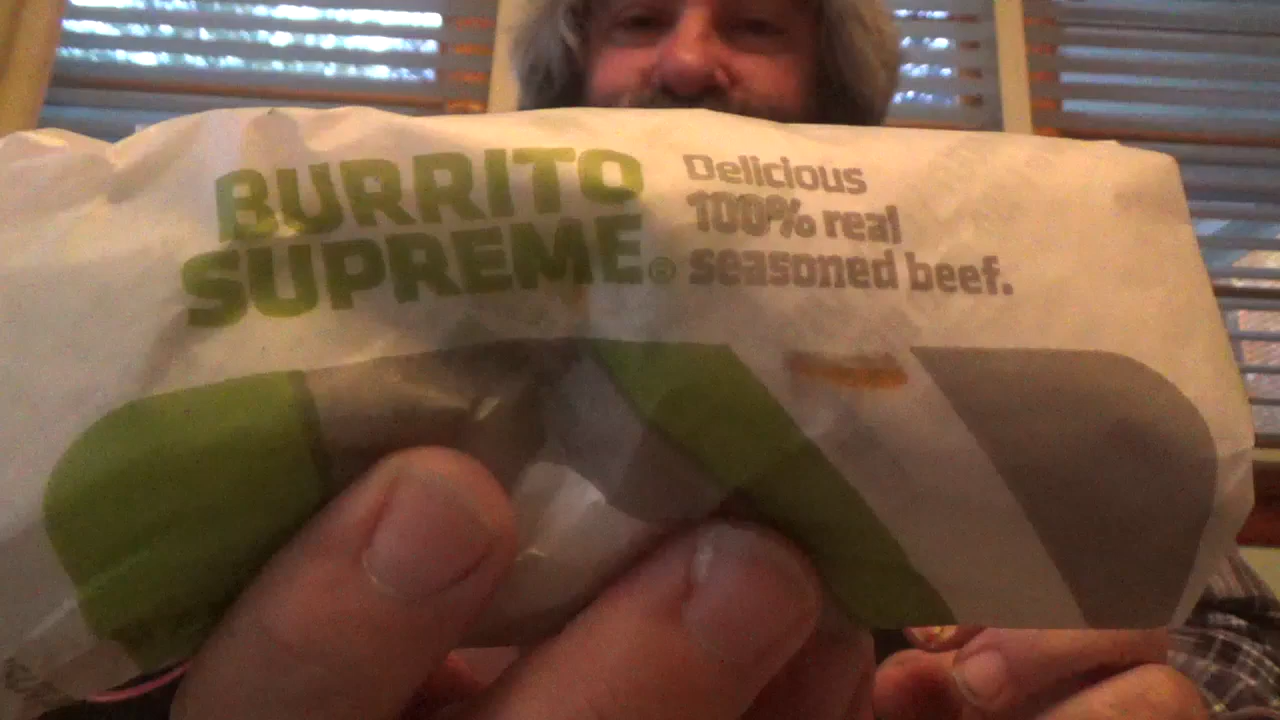 BURRITO
SUPREME®
Delicious
100% real
seasoned beef.